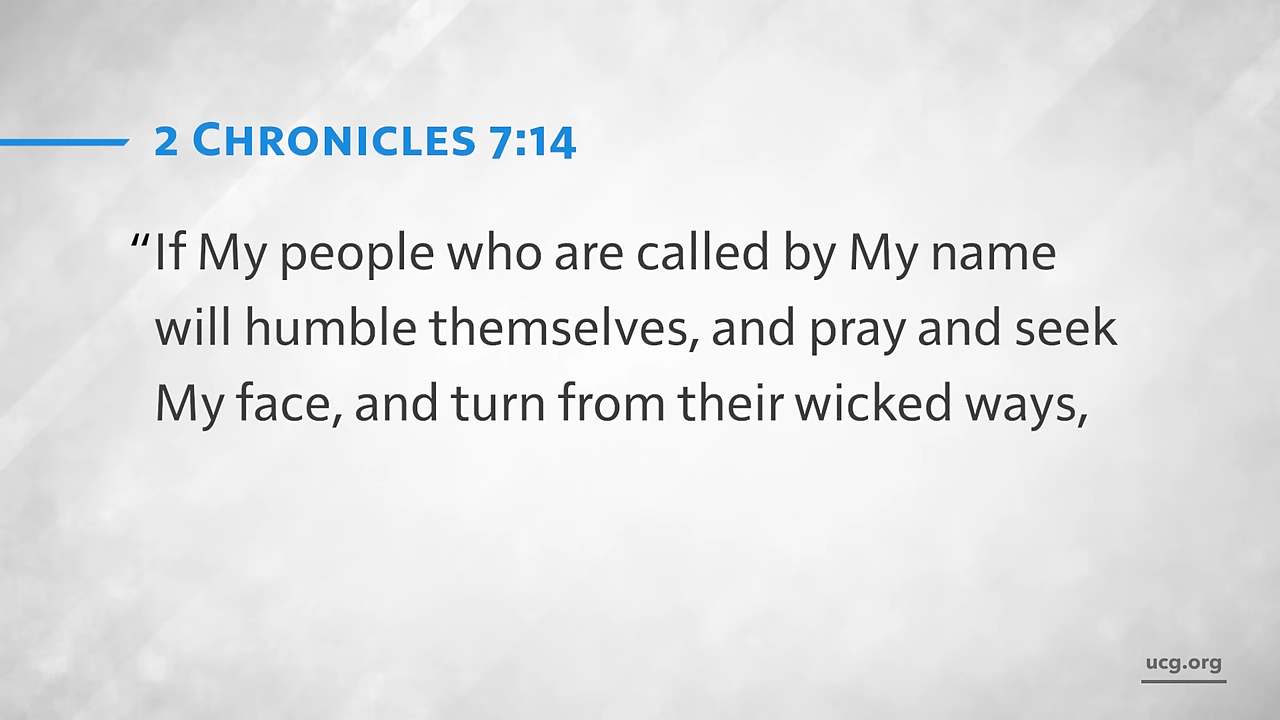 2 Chronicles 7:14
“If My people who are called by My name
will humble themselves, and pray and seek
My face, and turn from their wicked ways,
ucg.org